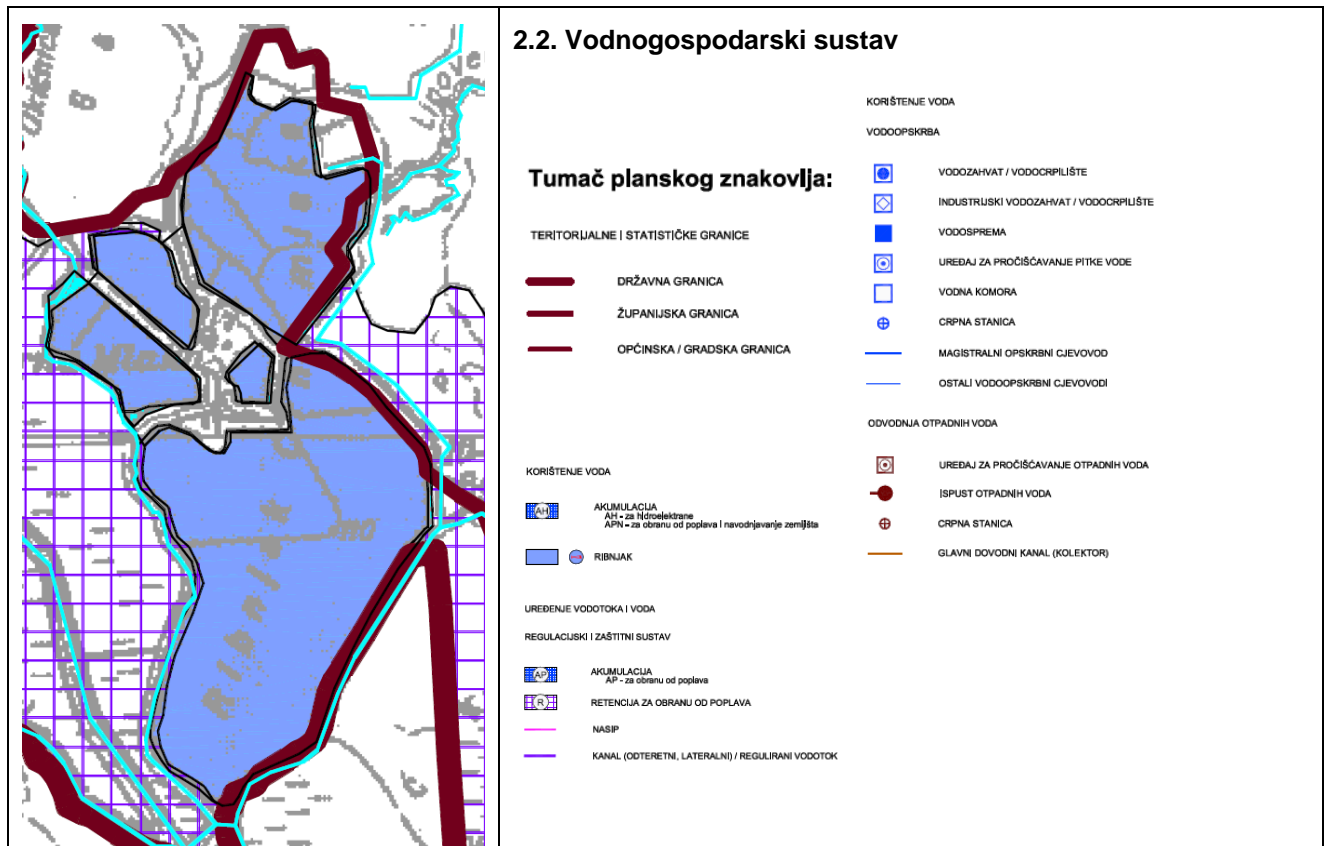 2.2. Vodnogospodarski sustav
Tumač planskog znakovlja:
TERITORIJALNE I STATISTIČKE GRANICE
DRŽAVNA GRANICA
ŽUPANIJSKA GRANICA
OPĆINSKA / GRADSKA GRANICA
KORIŠTENJE VODA
AH
AKUMULACIJA
AH - za hidroelektrane
APN - za obranu od poplava i navodnjavanje zemljišta
RIBNJAK
UREĐENJE VODOTOKA I VODA
REGULACIJSKI I ZAŠTITNI SUSTAV
AP
AKUMULACIJA
AP - za obranu od poplava
R
RETENCIJA ZA OBRANU OD POPLAVA
NASIP
KANAL (ODTERETNI, LATERALNI) / REGULIRANI VODOTOK
KORIŠTENJE VODA
VODOOPSKRBA
VODOZAHVAT / VODOCRPILIŠTE
INDUSTRIJSKI VODOZAHVAT / VODOCRPILIŠTE
VODOSPREMA
UREĐAJ ZA PROČIŠĆAVANJE PITKE VODE
VODNA KOMORA
CRPNA STANICA
MAGISTRALNI OPSKRBNI CJEVOVOD
OSTALI VODOOPSKRBNI CJEVOVODI
ODVODNJA OTPADNIH VODA
UREĐAJ ZA PROČIŠĆAVANJE OTPADNIH VODA
ISPUST OTPADNIH VODA
CRPNA STANICA
GLAVNI DOVODNI KANAL (KOLEKTOR)